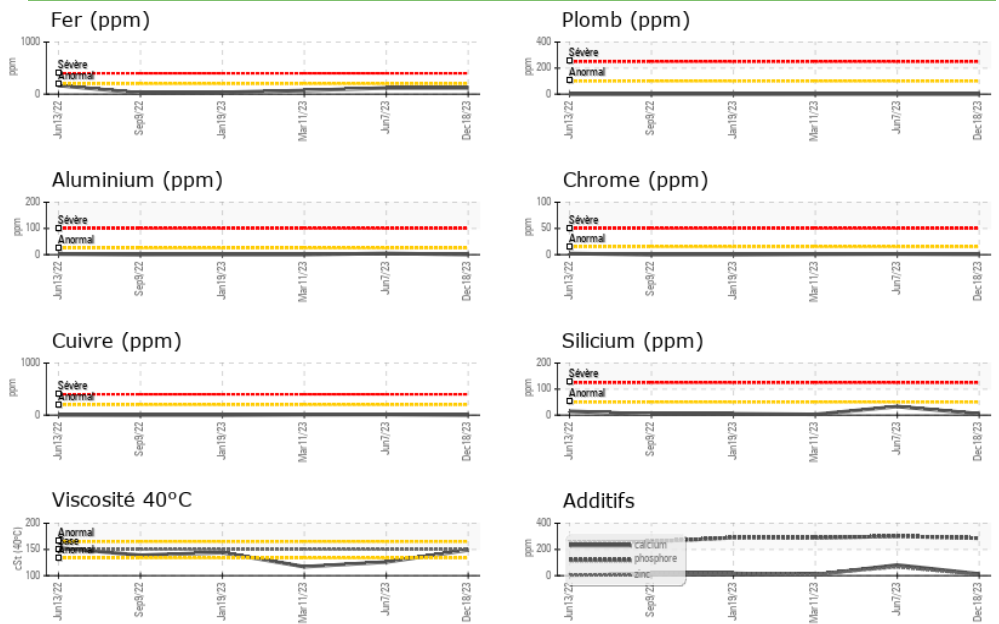 Fer (ppm)
ppm
1000
0
Sévère
Anormal
Jun13/22
Sep9/22
Jan19/23
Mar11/23
Jun7/23
Dec18/23
Plomb (ppm)
ppm
400
200
0
Sévère
Anormal
Jun13/22
Sep9/22
Jan19/23
Mar11/23
Jun7/23
Dec18/23
Aluminium (ppm)
ppm
200
100
0
Sévère
Anormal
Jun13/22
Sep9/22
Jan19/23
Mar11/23
Jun7/23
Dec18/23
Chrome (ppm)
ppm
100
50
0
Sévère
Anormal
Jun13/22
Sep9/22
Jan19/23
Mar11/23
Jun7/23
Dec18/23
Cuivre (ppm)
ppm
1000
0
Sévère
Anormal
Jun13/22
Sep9/22
Jan19/23
Mar11/23
Jun7/23
Dec18/23
Silicium (ppm)
ppm
200
100
0
Sévère
Anormal
Jun13/22
Sep9/22
Jan19/23
Mar11/23
Jun7/23
Dec18/23
Viscosité 40°C
cSt (40°C)
200
150
100
Anormal
Base
Anormal
Jun13/22
Sep9/22
Jan19/23
Mar11/23
Jun7/23
Dec18/23
Additifs
ppm
400
200
0
calcium
phosphore
zinc
Jun13/22
Sep9/22
Jan19/23
Mar11/23
Jun7/23
Dec18/23